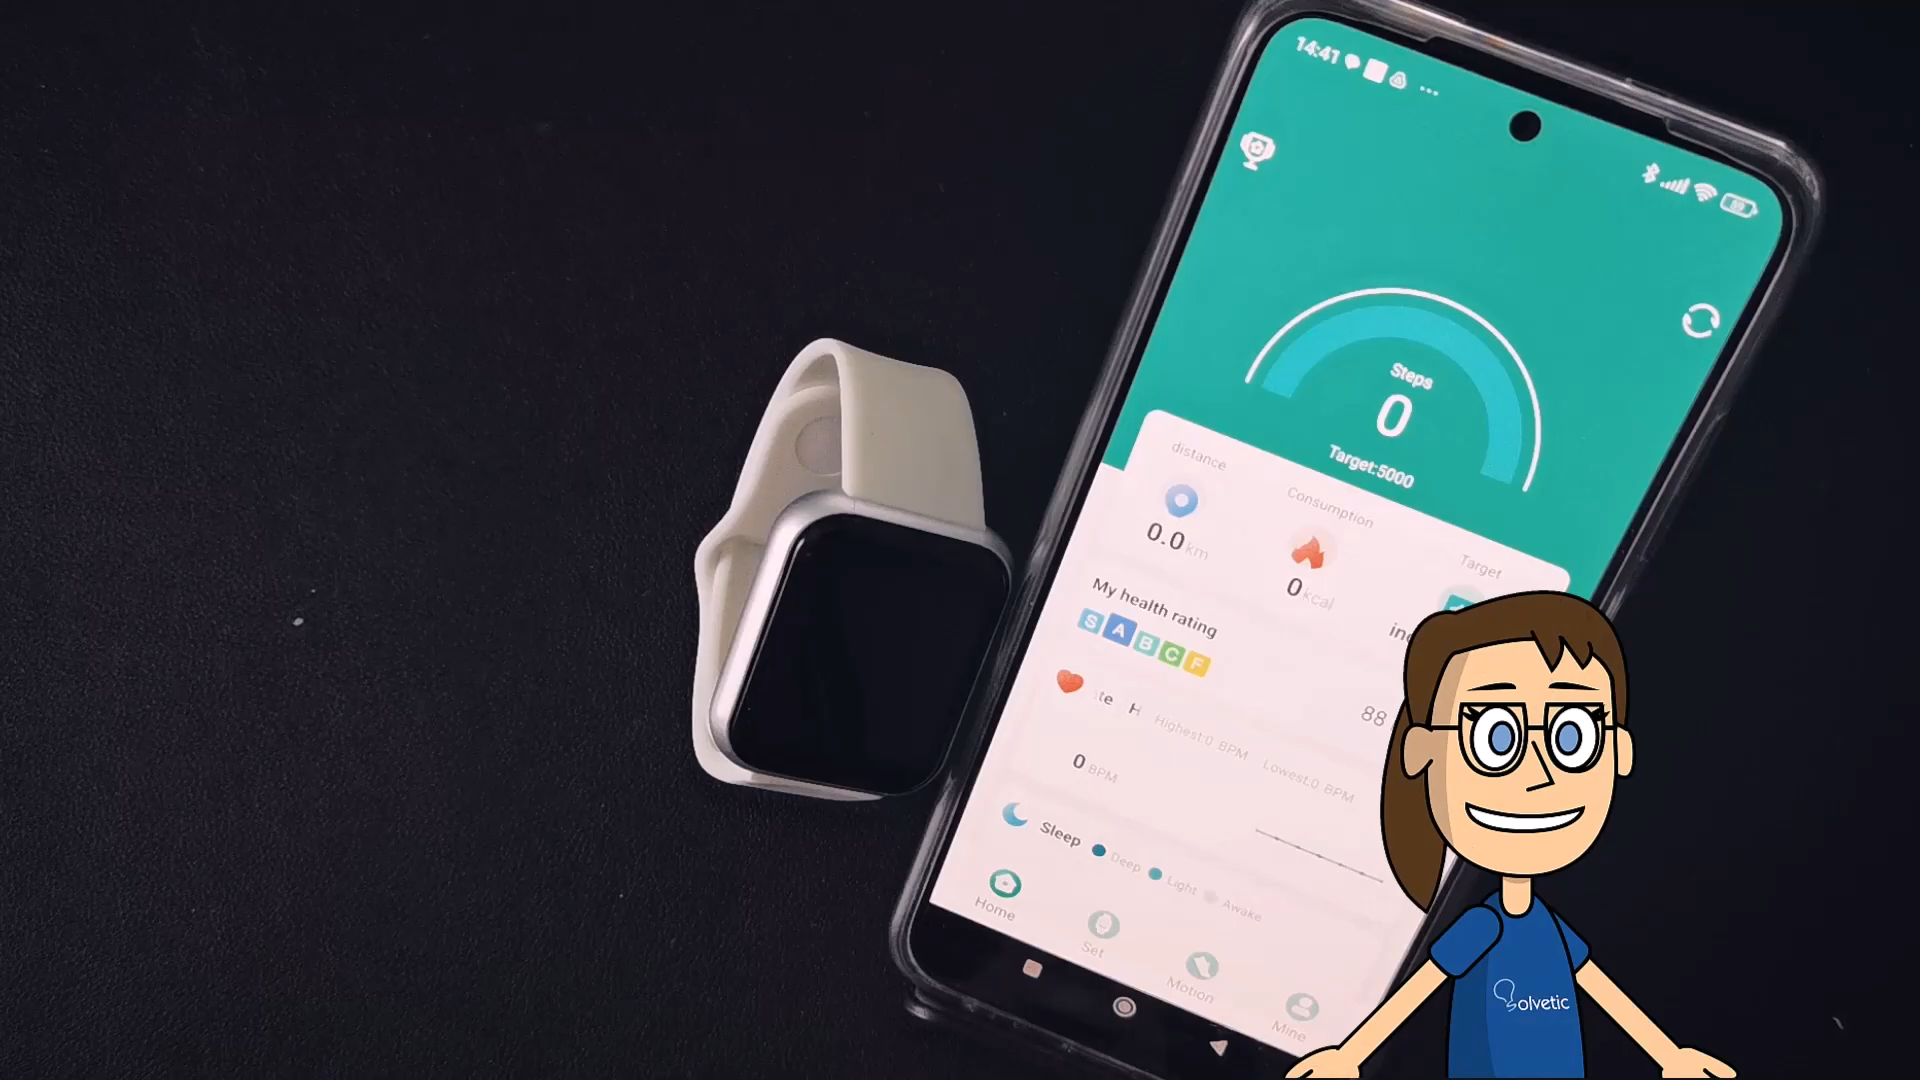 14:41
Steps
0
Target:5000
distance
0.0 km
Consumption
0 kcal
Target
My health rating
S A B C F
88
H
Highest:0 BPM
Lowest:0 BPM
0 BPM
Sleep
Deep
Light
Awake
Home
Set
Motion
Mine
Solvetic